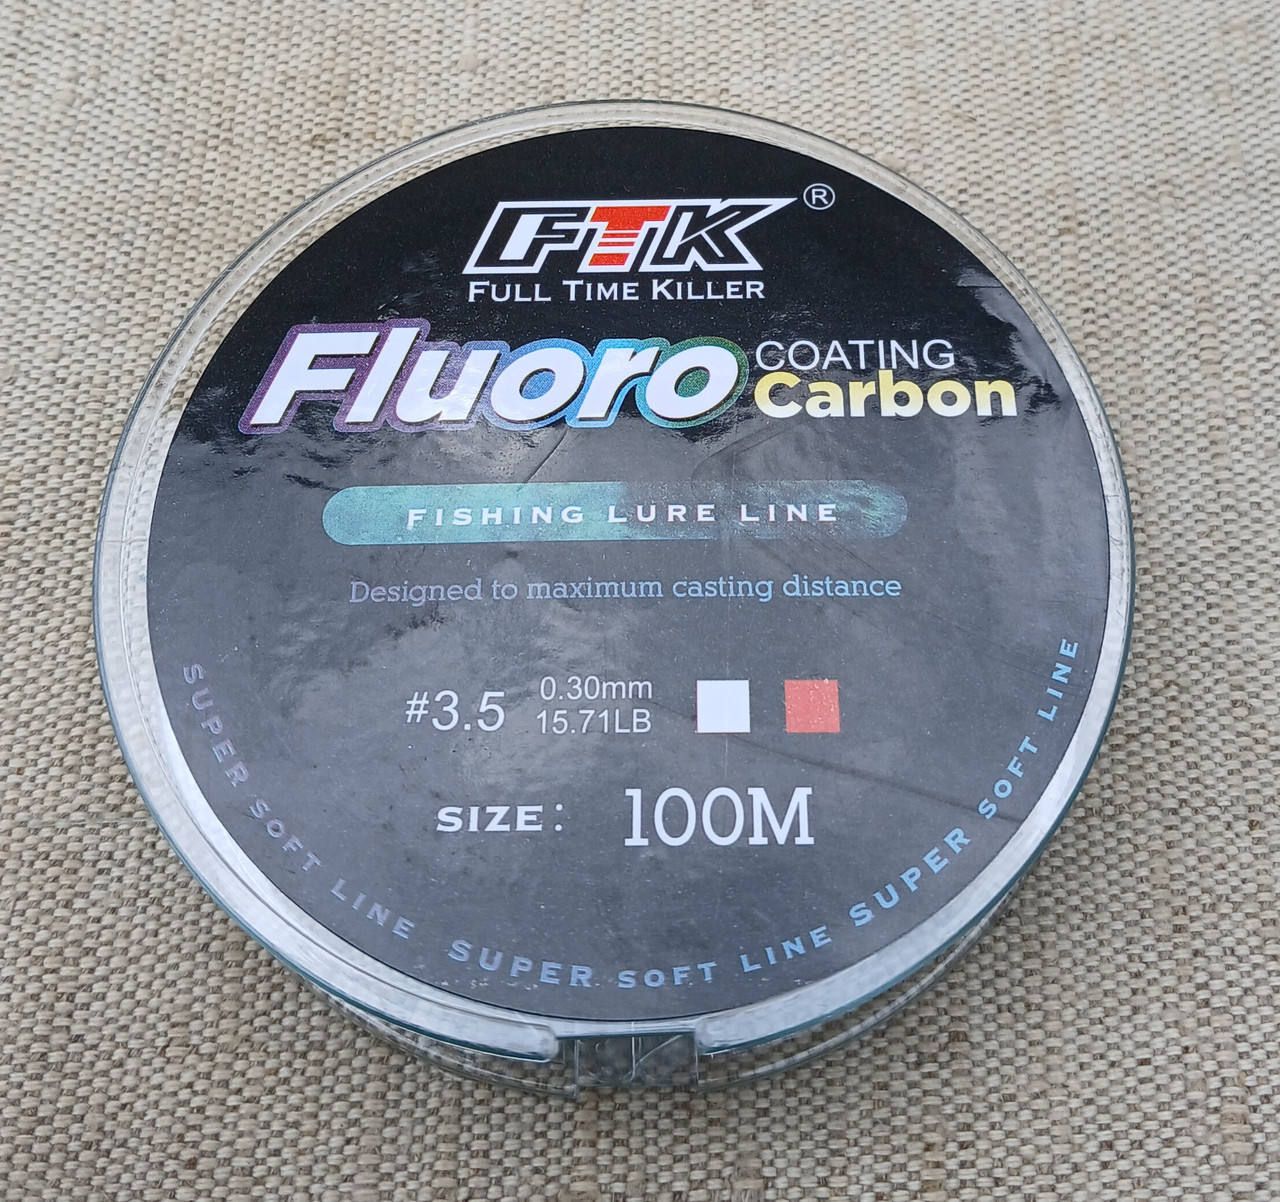 FTK®
FULL TIME KILLER
Fluoro COATING Carbon
FISHING LURE LINE
Designed to maximum casting distance
#3.5 0.30mm 15.71LB
SIZE: 100M
SUPER SOFT LINE SUPER SOFT LINE SUPER SOFT LINE